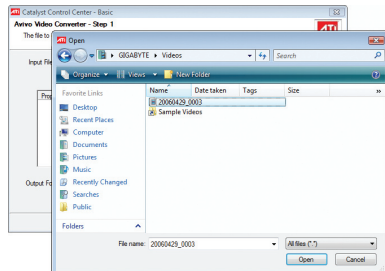 Catalyst Control Center - Basic
Avivo Video Converter - Step 1
ATI
The file to
Open
GIGABYTE Videos Search
Organize Views New Folder
Input File
Favorite Links
Name Date taken Tags Size
Prop
Desktop
20060429_0003
Recent Places
Sample Videos
Computer
Documents
Pictures
Music
Output Fo
Recently Changed
Searches
Public
Folders
File name: 20060429_0003 All files (*.*)
Open Cancel